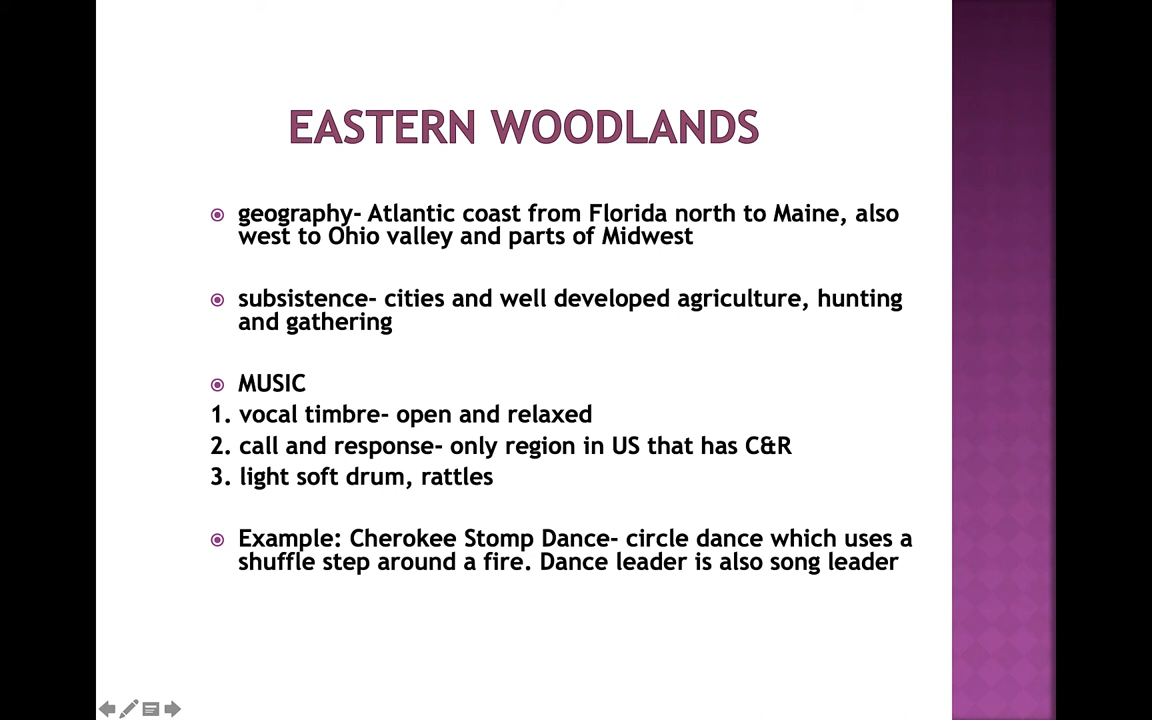 EASTERN WOODLANDS
geography- Atlantic coast from Florida north to Maine, also
west to Ohio valley and parts of Midwest
subsistence- cities and well developed agriculture, hunting
and gathering
MUSIC
1. vocal timbre- open and relaxed
2. call and response- only region in US that has C&R
3. light soft drum, rattles
Example: Cherokee Stomp Dance- circle dance which uses a
shuffle step around a fire. Dance leader is also song leader